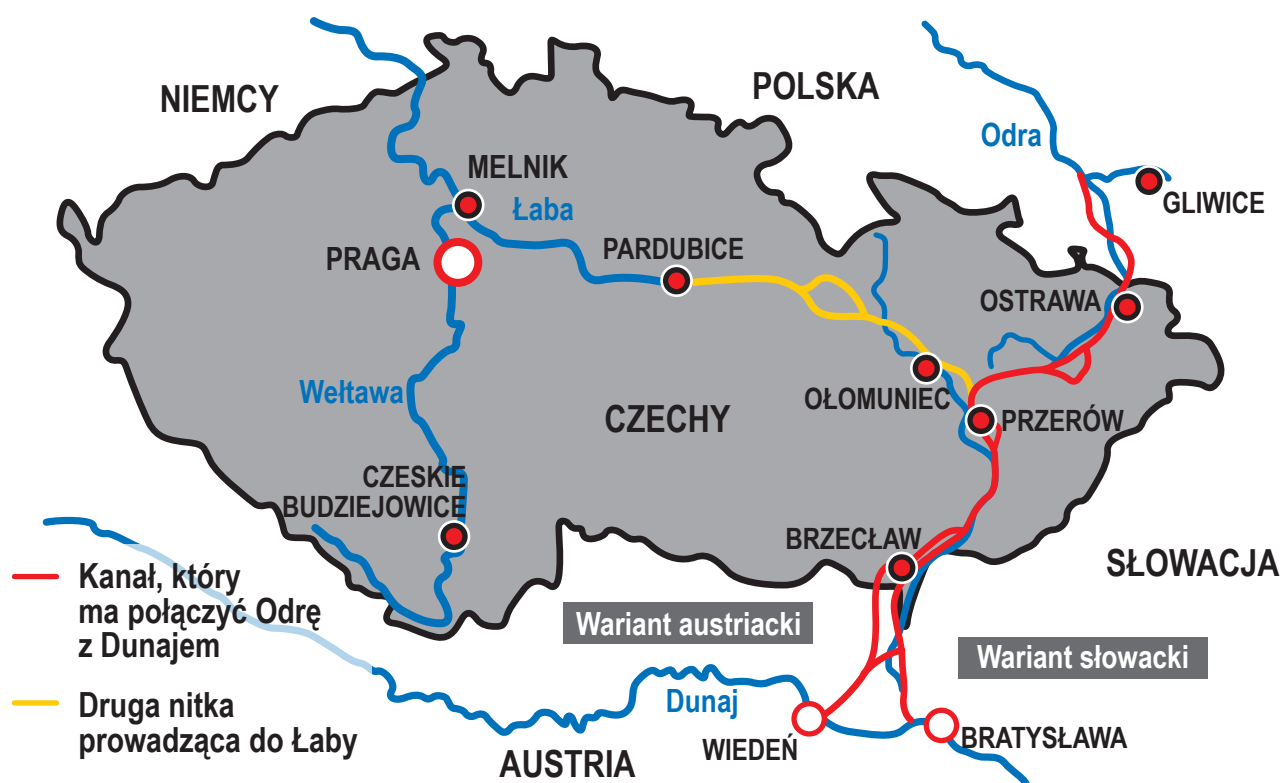 NIEMCY
POLSKA
Odra
MELNIK
GLIWICE
Łaba
PRAGA
PARDUBICE
OSTRAWA
Wełtawa
OŁOMUNIEC
CZECHY
PRZERÓW
CZESKIE
BUDZIEJOWICE
BRZECŁAW
SŁOWACJA
Kanał, który
ma połączyć Odrę
z Dunajem
Wariant austriacki
Wariant słowacki
Druga nitka
prowadząca do Łaby
Dunaj
WIEDEŃ
BRATYSŁAWA
AUSTRIA